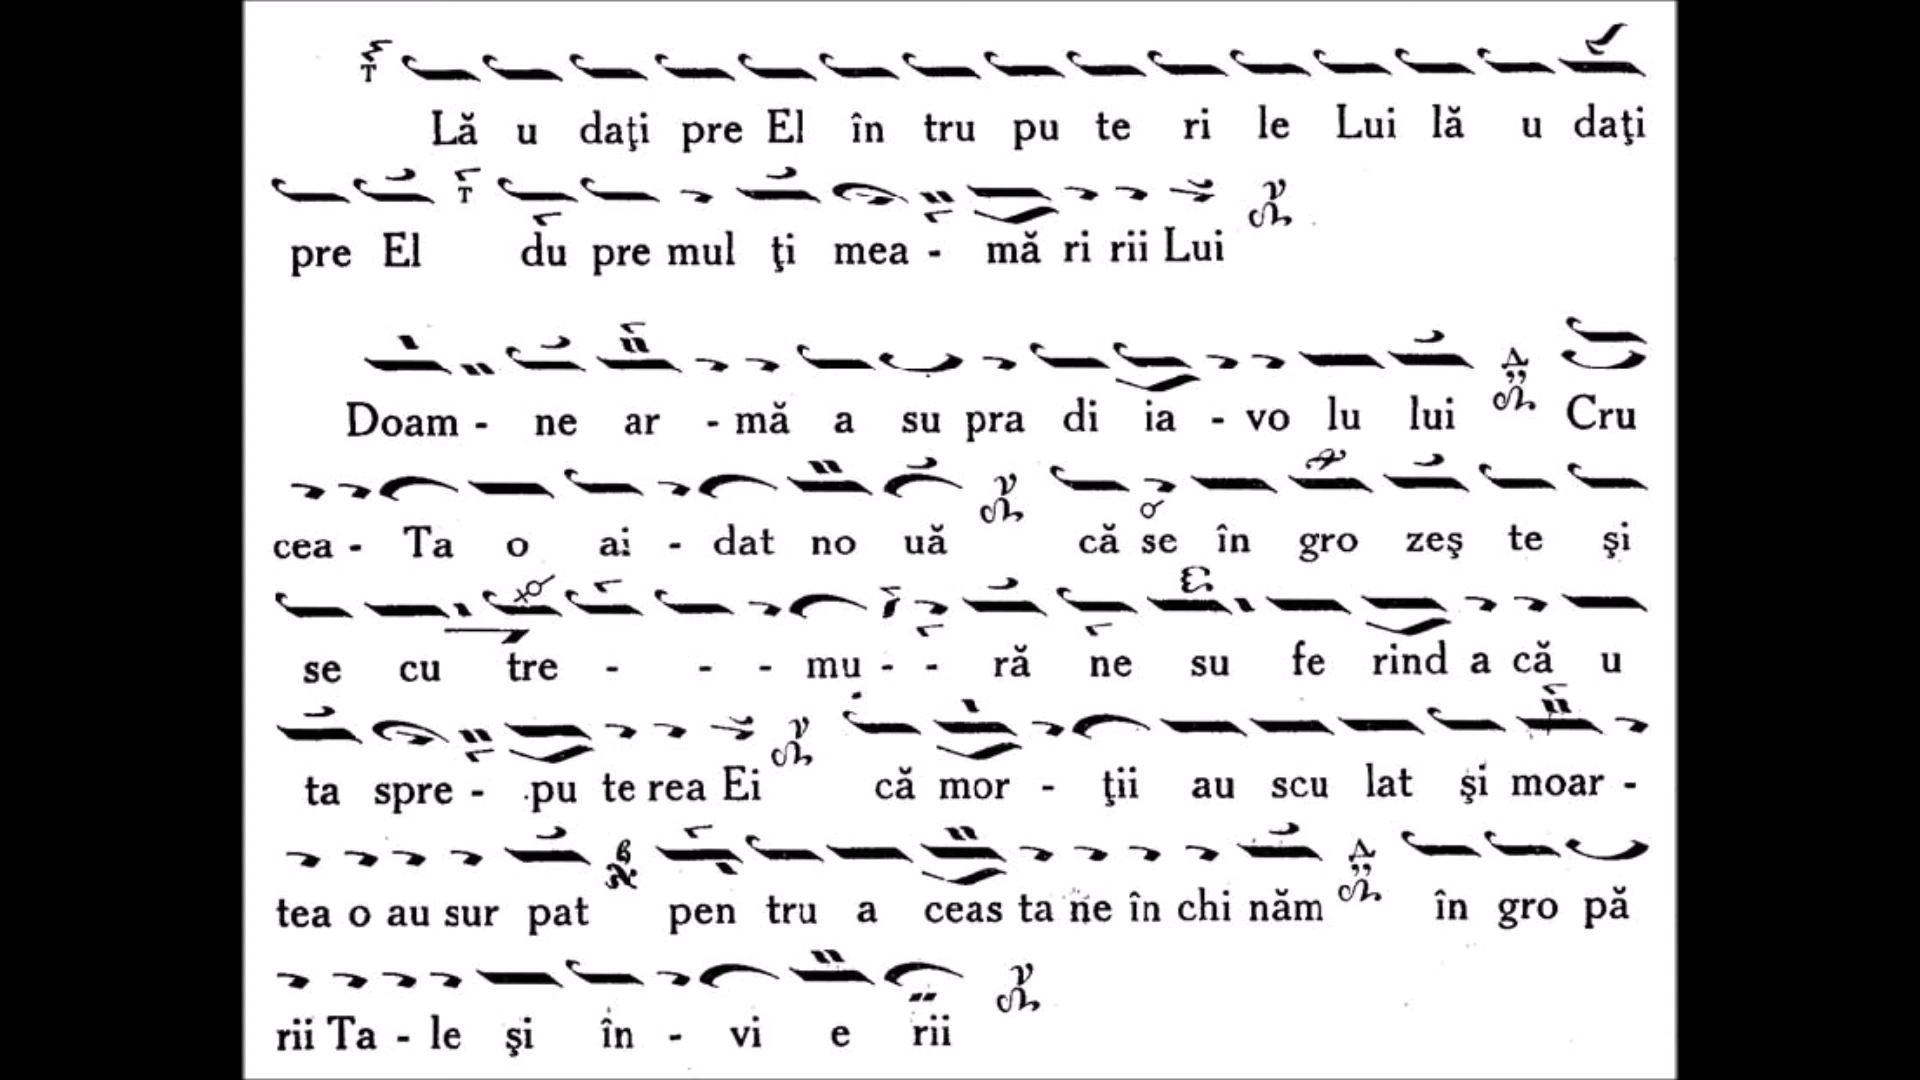 Lă u daţi pre El în tru pu te ri le Lui lă u daţi
pre El du pre mul ţi mea - mă ri rii Lui
Doam - ne ar - mă a su pra di ia - vo lu lui Cru
cea - Ta o ai - dat no uă că se în gro zeş te şi
se cu tre - - - mu - - ră ne su fe rind a că u
ta spre - pu te rea Ei că mor - ţii au scu lat şi moar -
tea o au sur pat pen tru a ceas ta ne în chi năm în gro pă
rii Ta - le şi în - vi e rii